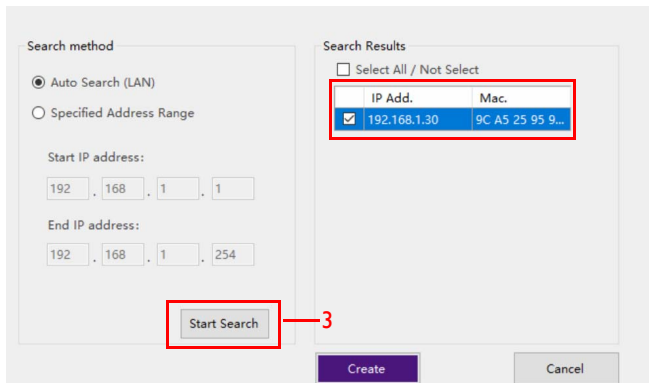 Search method
Auto Search (LAN)
Specified Address Range
Start IP address:
192 . 168 . 1 . 1
End IP address:
192 . 168 . 1 . 254
Start Search
3
Search Results
Select All / Not Select
IP Add. Mac.
192.168.1.30 9C A5 25 95 9...
Create
Cancel